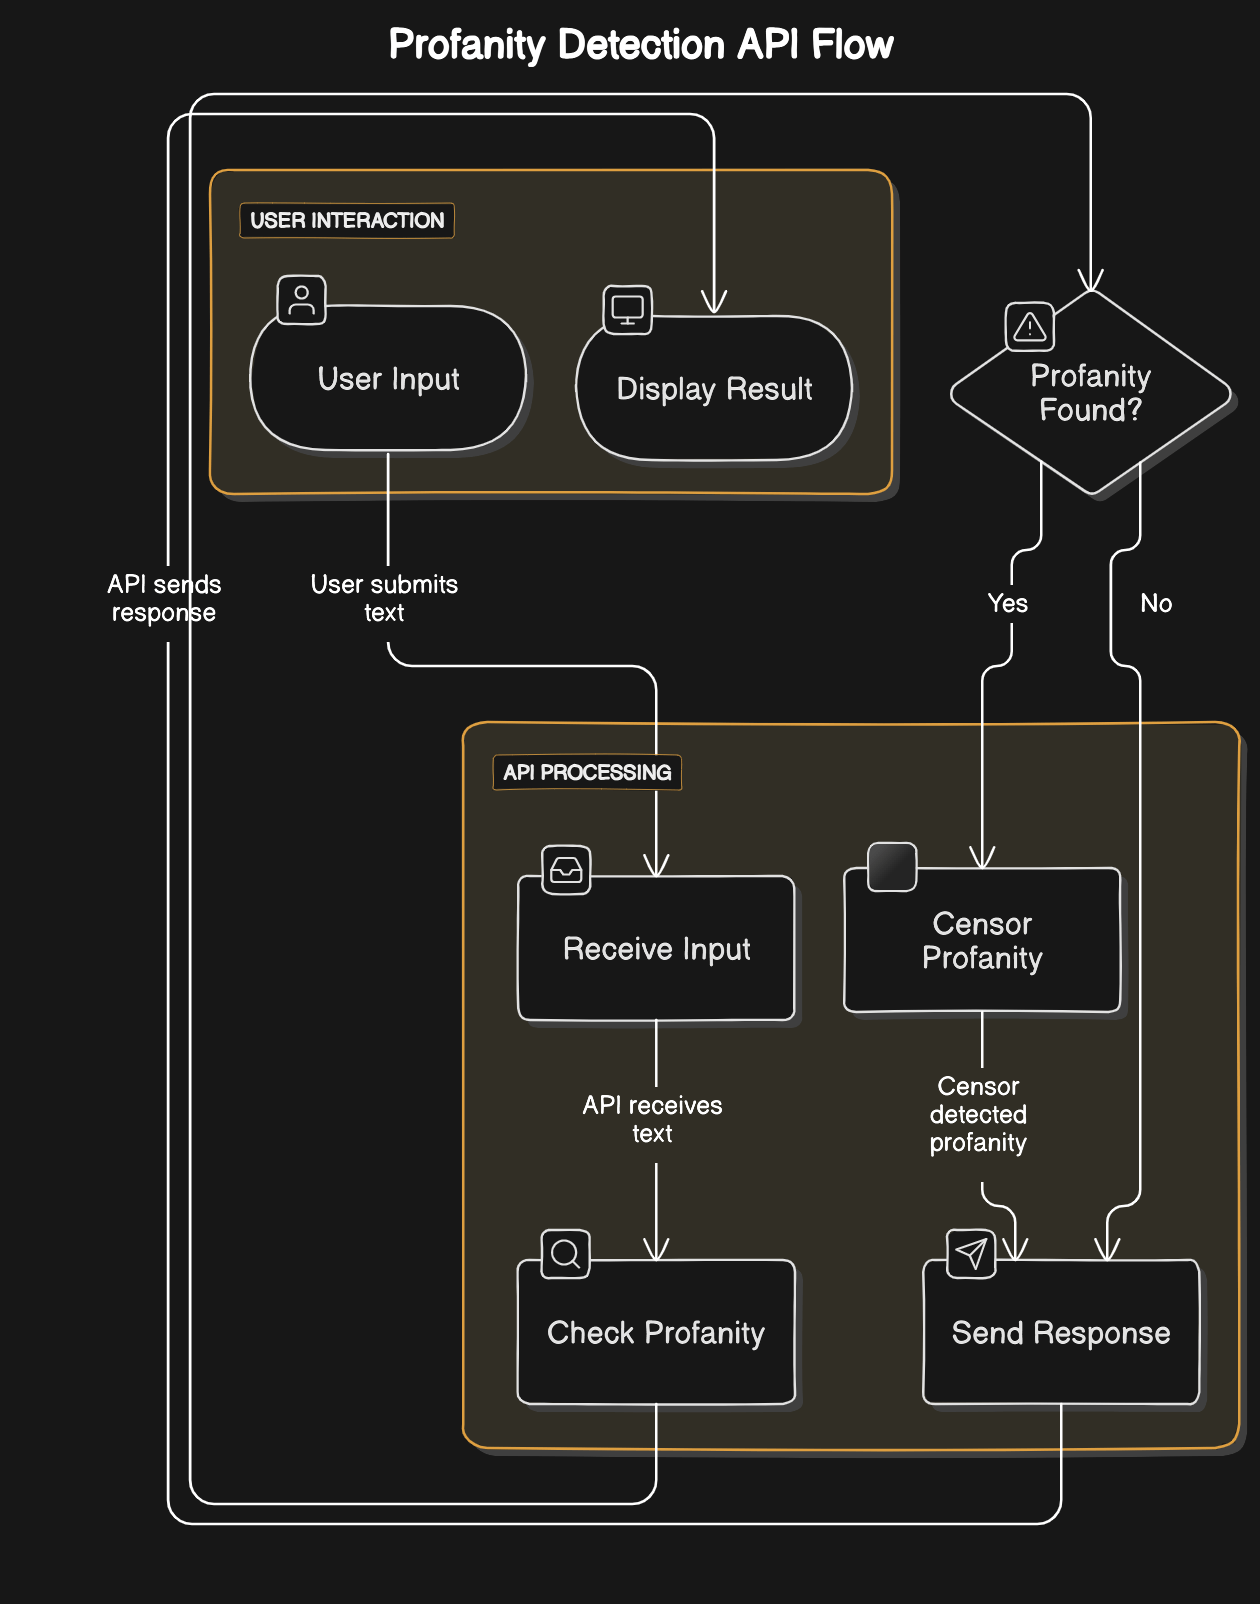 Profanity Detection API Flow
USER INTERACTION
User Input
Display Result
Profanity
Found?
API sends
response
User submits
text
Yes
No
API PROCESSING
Receive Input
Censor
Profanity
API receives
text
Censor
detected
profanity
Check Profanity
Send Response